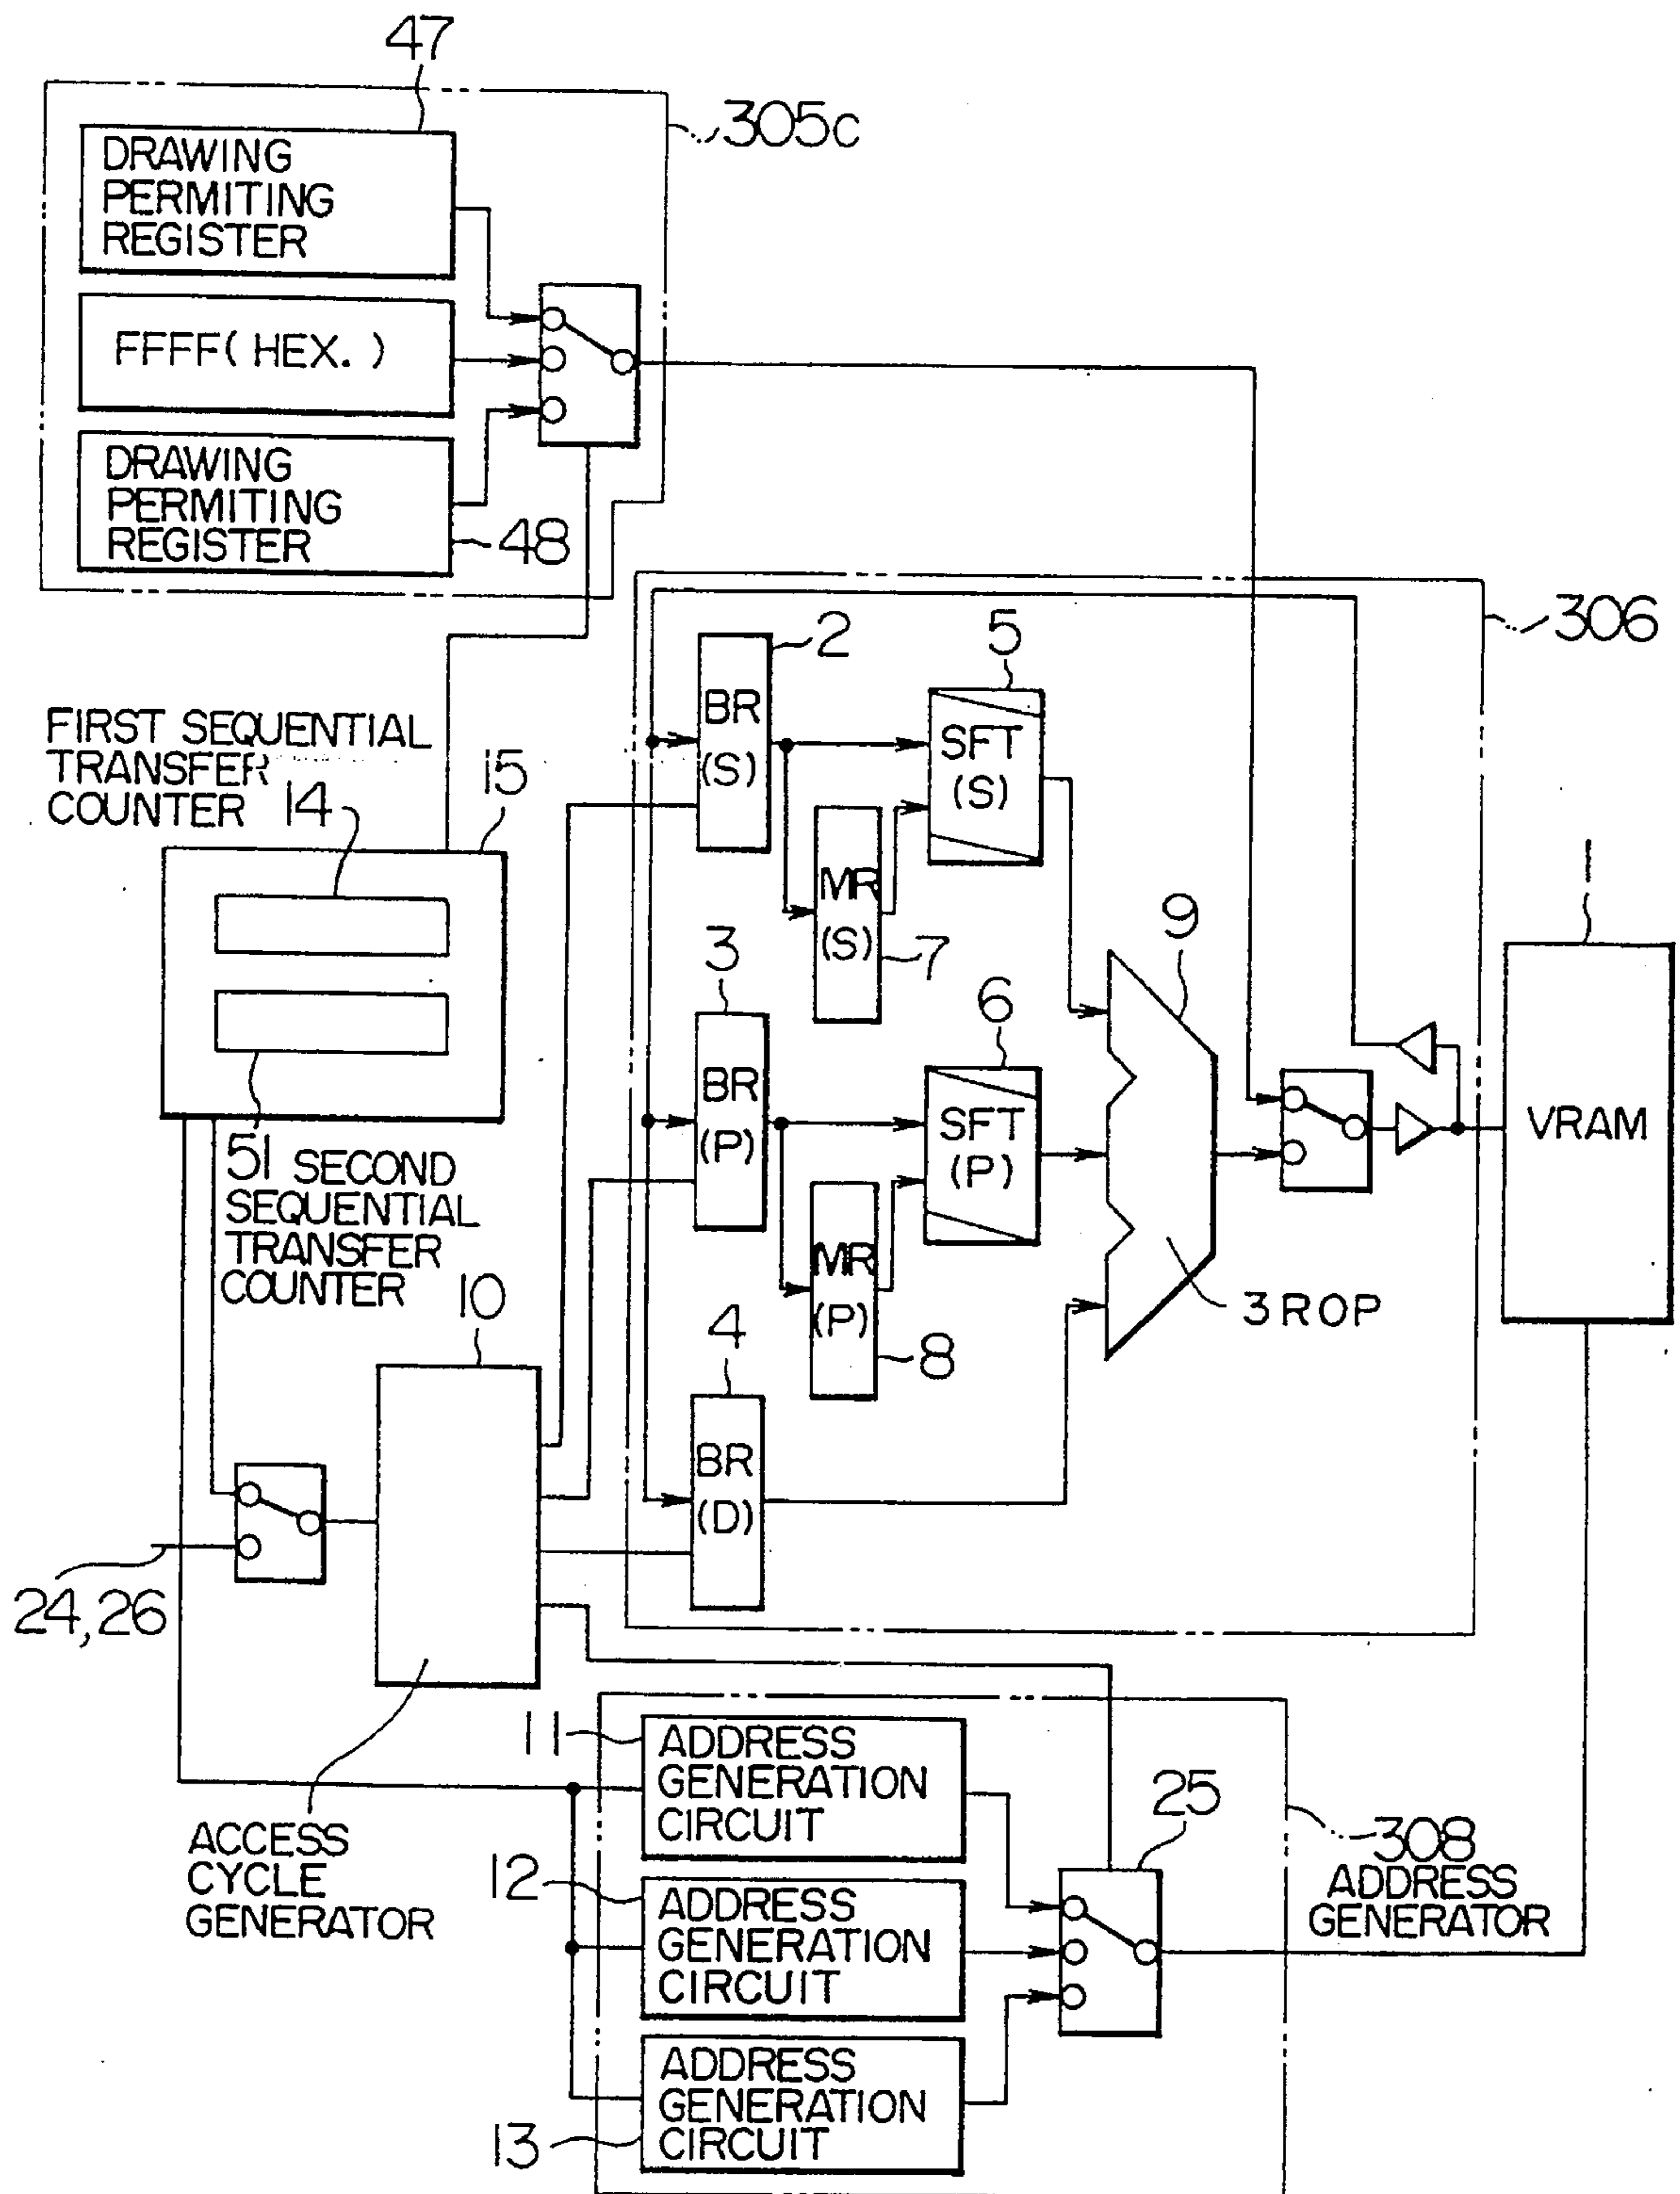 47
305c
DRAWING
PERMITING
REGISTER
FFFF(HEX.)
DRAWING
PERMITING
REGISTER
48
306
2
5
BR
(S)
SFT
(S)
FIRST SEQUENTIAL
TRANSFER
COUNTER
14
15
MR
(S)
7
1
3
9
6
BR
(P)
SFT
(P)
VRAM
51 SECOND
SEQUENTIAL
TRANSFER
COUNTER
MR
(P)
8
3ROP
10
4
BR
(D)
24,26
11
ADDRESS
GENERATION
CIRCUIT
25
308
ADDRESS
GENERATOR
ACCESS
CYCLE
GENERATOR
12
ADDRESS
GENERATION
CIRCUIT
13
ADDRESS
GENERATION
CIRCUIT